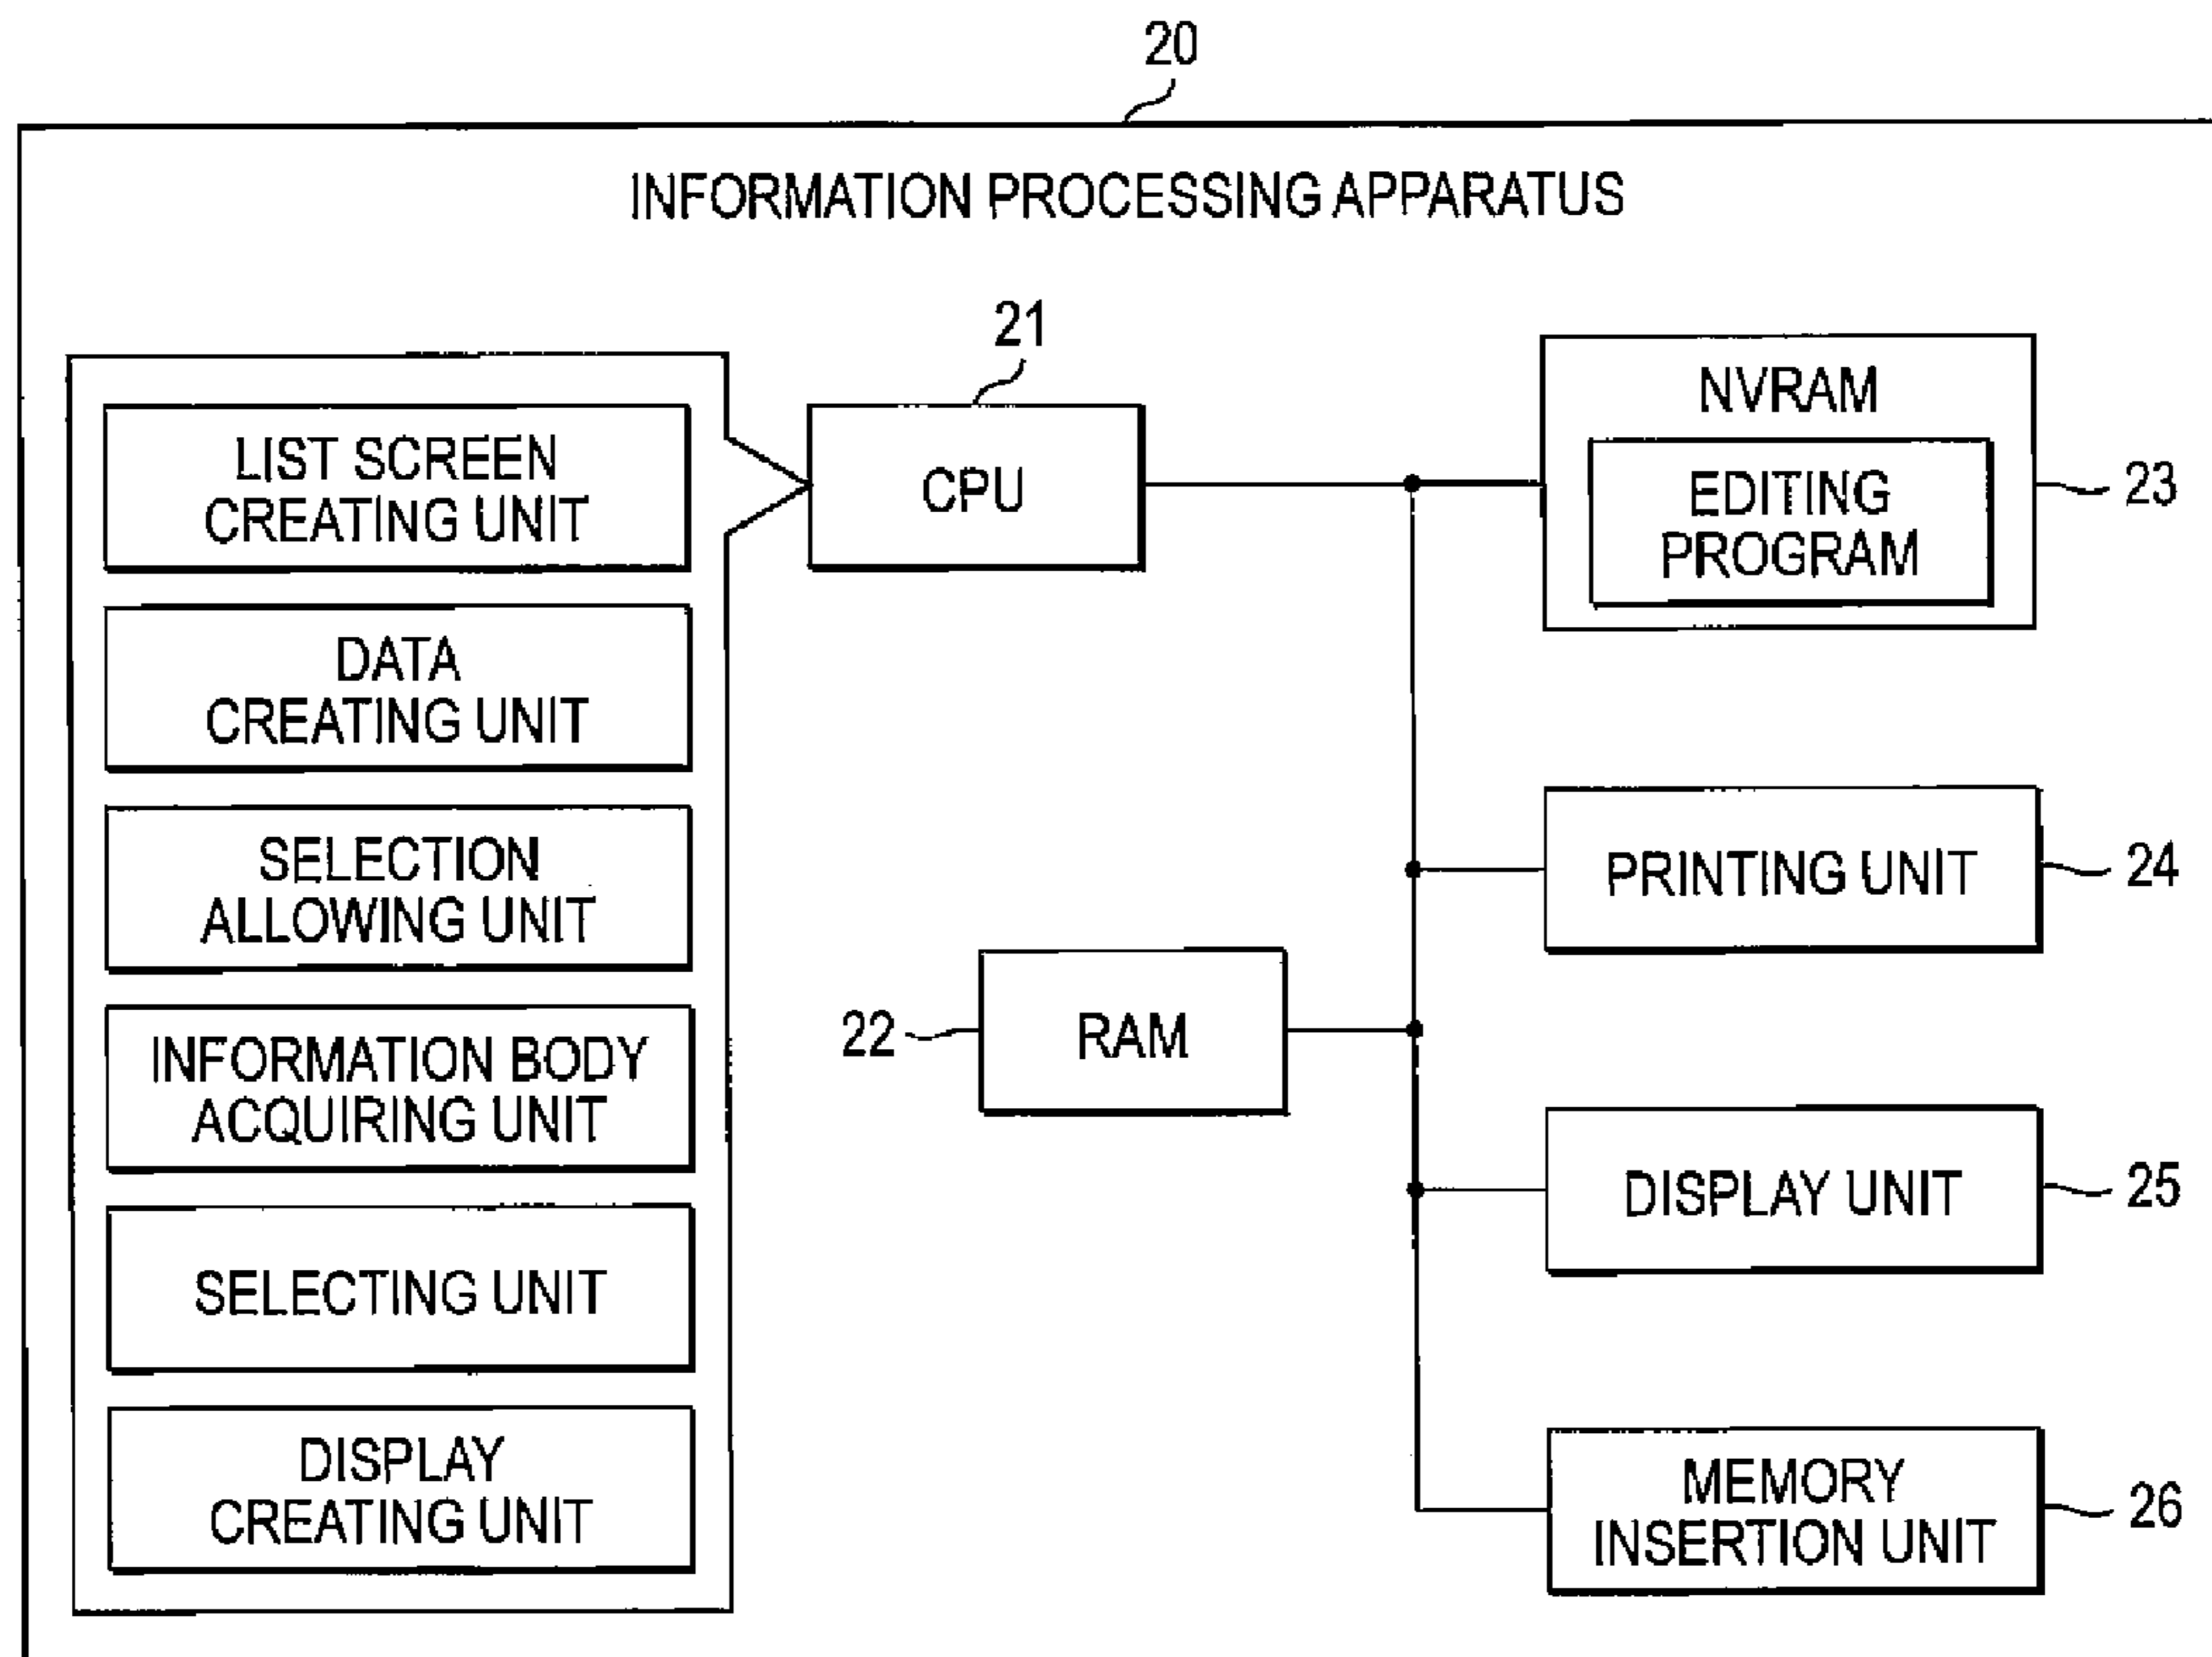 20
INFORMATION PROCESSING APPARATUS
LIST SCREEN
CREATING UNIT
DATA
CREATING UNIT
SELECTION
ALLOWING UNIT
INFORMATION BODY
ACQUIRING UNIT
SELECTING UNIT
DISPLAY
CREATING UNIT
21
CPU
22
RAM
NVRAM
EDITING
PROGRAM
23
PRINTING UNIT
24
DISPLAY UNIT
25
MEMORY
INSERTION UNIT
26